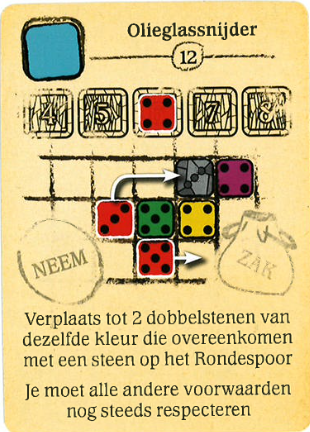 Olieglassnijder
12
4 5 7 8
NEEM
ZAK
Verplaats tot 2 dobbelstenen van
dezelfde kleur die overeenkomen
met een steen op het Rondespoor
Je moet alle andere voorwaarden
nog steeds respecteren